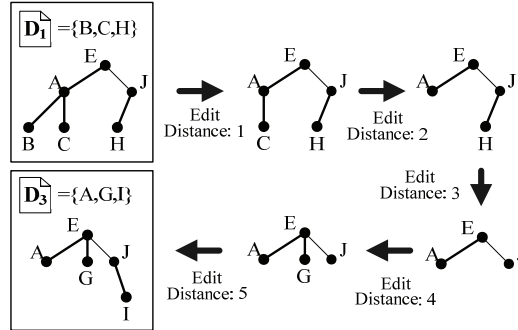 D1 ={B,C,H}
E
A
J
B
C
H
Edit
Distance: 1
E
A
J
C
H
Edit
Distance: 2
E
A
J
H
Edit
Distance: 3
E
A
Edit
Distance: 4
E
A
J
G
Edit
Distance: 5
D3 ={A,G,I}
E
A
J
G
I